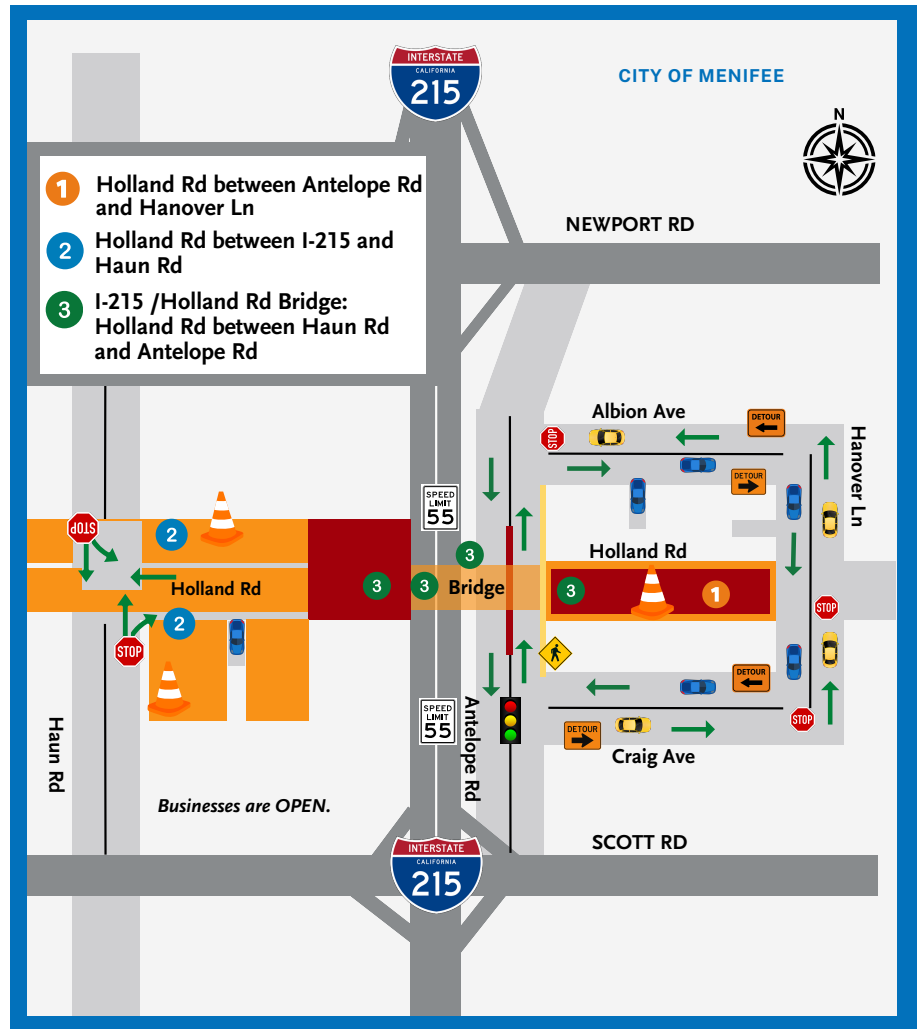 INTERSTATE
CALIFORNIA
215
CITY OF MENIFEE
N
1 Holland Rd between Antelope Rd
and Hanover Ln
2 Holland Rd between I-215 and
Haun Rd
3 I-215 /Holland Rd Bridge:
Holland Rd between Haun Rd
and Antelope Rd
NEWPORT RD
Albion Ave
DETOUR
STOP
Hanover Ln
DETOUR
SPEED
LIMIT
55
STOP
2
3
Holland Rd
3
3
Bridge
3
1
Holland Rd
STOP
2
STOP
DETOUR
SPEED
LIMIT
55
Antelope Rd
STOP
DETOUR
Haun Rd
Craig Ave
Businesses are OPEN.
SCOTT RD
INTERSTATE
CALIFORNIA
215